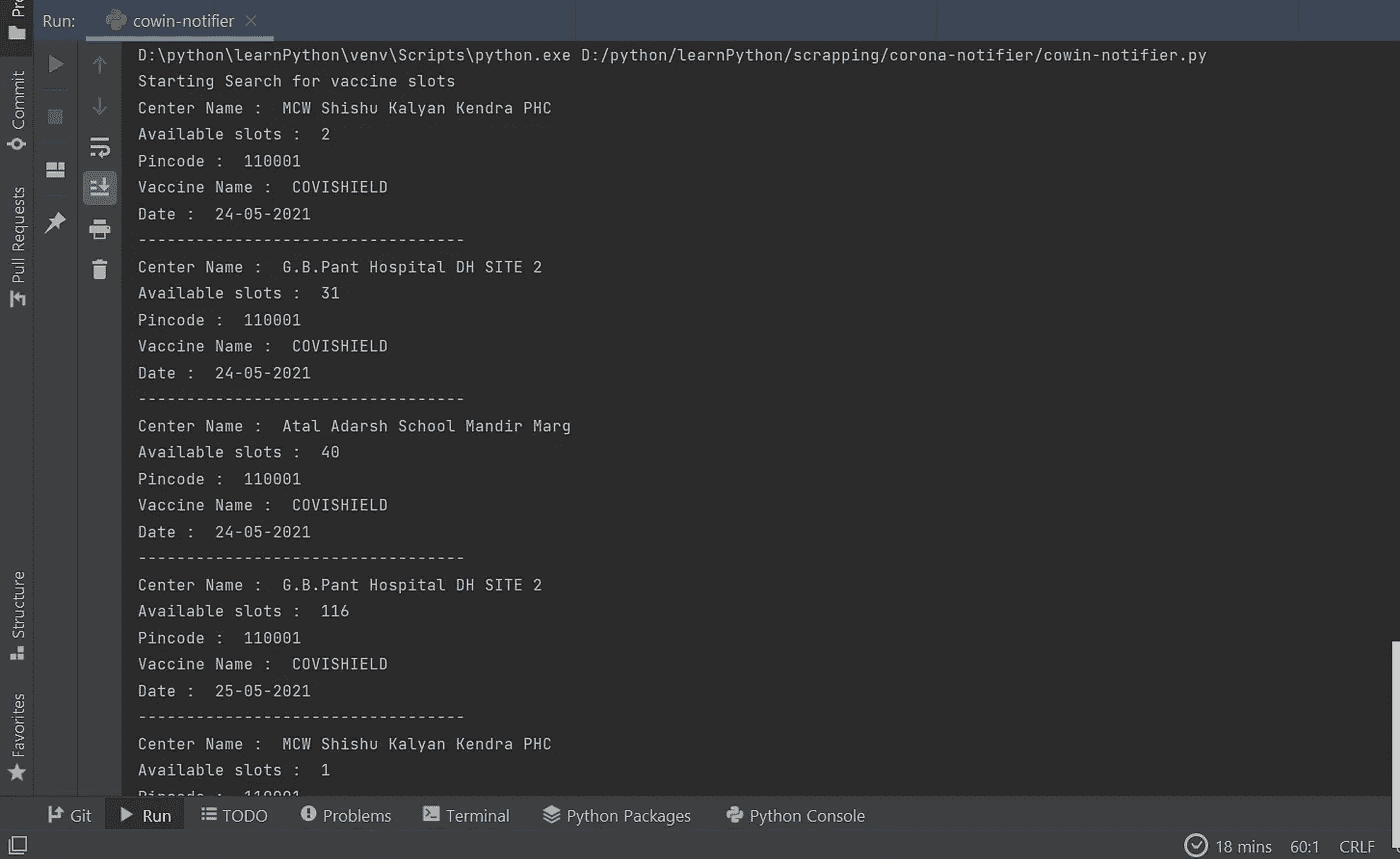 Run: cowin-notifier
D:\python\learnPython\venv\Scripts\python.exe D:/python/learnPython/scrapping/corona-notifier/cowin-notifier.py
Starting Search for vaccine slots
Center Name :  MCW Shishu Kalyan Kendra PHC
Available slots :  2
Pincode :  110001
Vaccine Name :  COVISHIELD
Date :  24-05-2021
----------------------------------
Center Name :  G.B.Pant Hospital DH SITE 2
Available slots :  31
Pincode :  110001
Vaccine Name :  COVISHIELD
Date :  24-05-2021
----------------------------------
Center Name :  Atal Adarsh School Mandir Marg
Available slots :  40
Pincode :  110001
Vaccine Name :  COVISHIELD
Date :  24-05-2021
----------------------------------
Center Name :  G.B.Pant Hospital DH SITE 2
Available slots :  116
Pincode :  110001
Vaccine Name :  COVISHIELD
Date :  25-05-2021
----------------------------------
Center Name :  MCW Shishu Kalyan Kendra PHC
Available slots :  1
Pincode :  110001
Commit
Pull Requests
Structure
Favorites
Git Run TODO Problems Terminal Python Packages Python Console
18 mins 60:1 CRLF